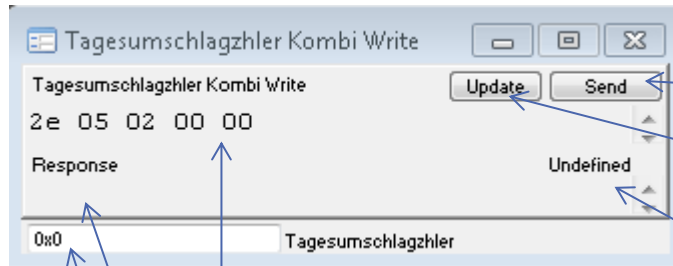 Tagesumschlagzhler Kombi Write
Tagesumschlagzhler Kombi Write Update Send
2e 05 02 00 00
Response Undefined
0x0 Tagesumschlagzhler